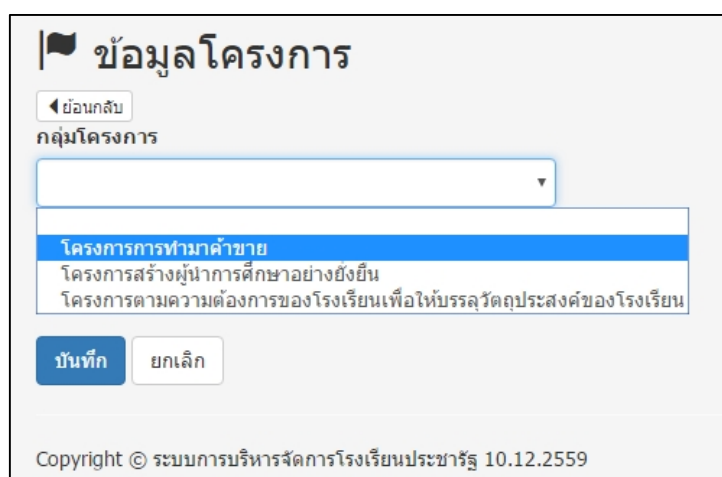 ข้อมูลโครงการ
ย้อนกลับ
กลุ่มโครงการ
โครงการการทำมาค้าขาย
โครงการสร้างผู้นำการศึกษาอย่างยั่งยืน
โครงการตามความต้องการของโรงเรียนเพื่อให้บรรลุวัตถุประสงค์ของโรงเรียน
บันทึก ยกเลิก
Copyright © ระบบการบริหารจัดการโรงเรียนประชารัฐ 10.12.2559